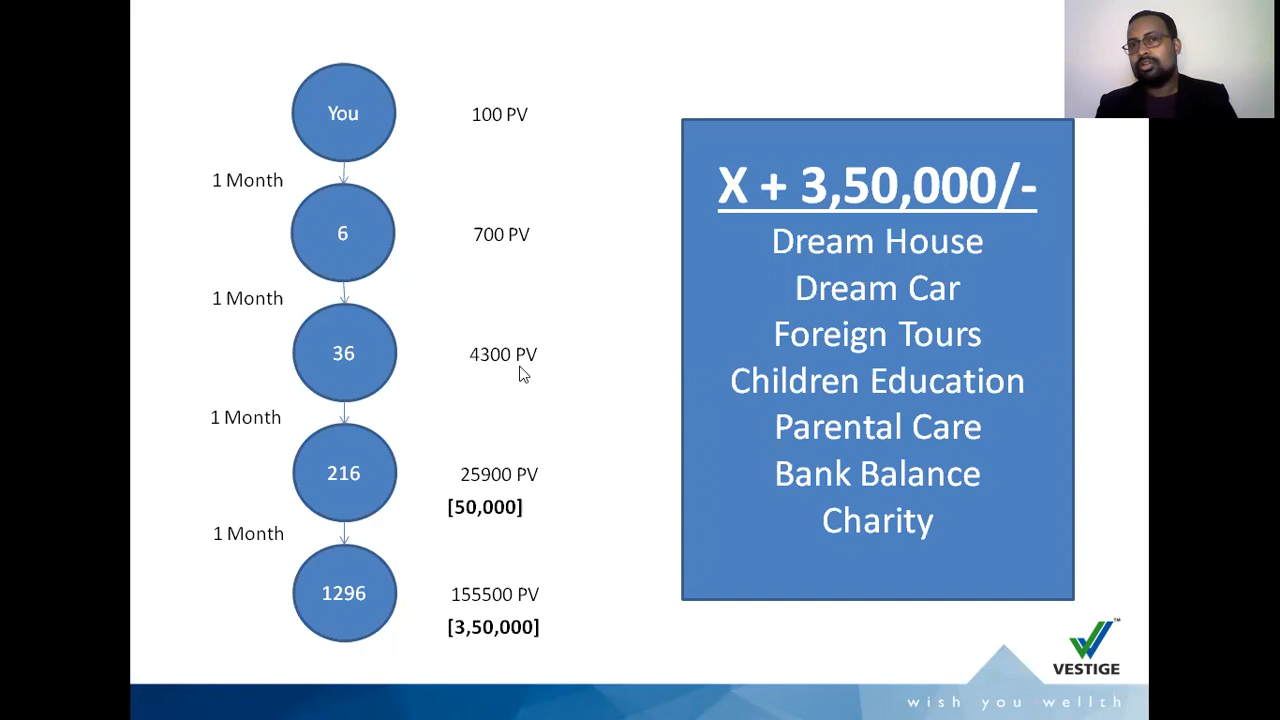 You
100 PV
1 Month
6
700 PV
1 Month
36
4300 PV
1 Month
216
25900 PV
[50,000]
1 Month
1296
155500 PV
[3,50,000]
X + 3,50,000/-
Dream House
Dream Car
Foreign Tours
Children Education
Parental Care
Bank Balance
Charity
TM
VESTIGE
wish you wellth